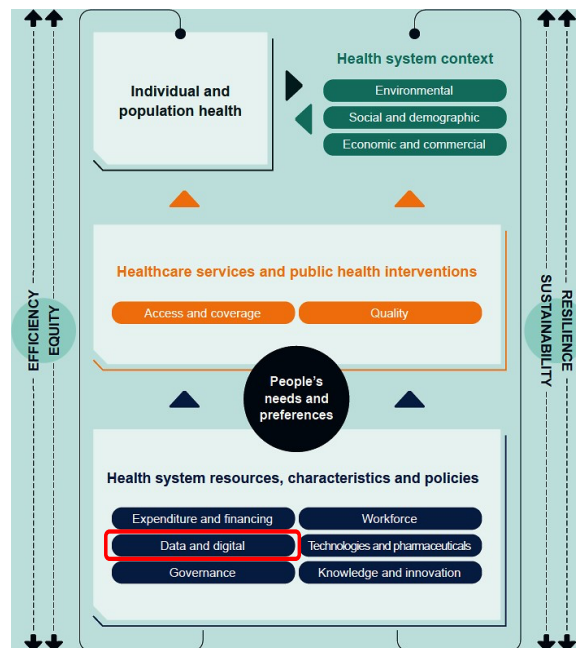 Individual and
population health
Health system context
Environmental
Social and demographic
Economic and commercial
Healthcare services and public health interventions
Access and coverage
Quality
People's
needs and
preferences
Health system resources, characteristics and policies
Expenditure and financing
Workforce
Data and digital
Technologies and pharmaceuticals
Governance
Knowledge and innovation
EFFICIENCY
EQUITY
SUSTAINABILITY
RESILIENCE